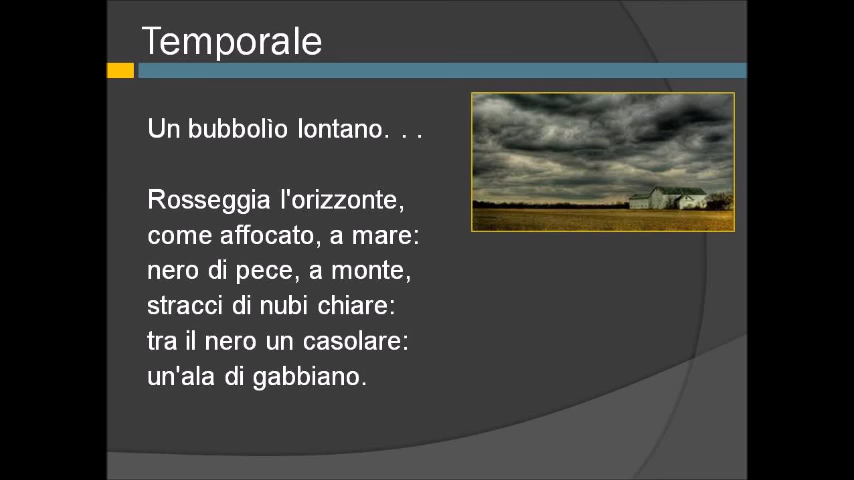 Temporale
Un bubbolìo lontano. . .
Rosseggia l'orizzonte,
come affocato, a mare:
nero di pece, a monte,
stracci di nubi chiare:
tra il nero un casolare:
un'ala di gabbiano.